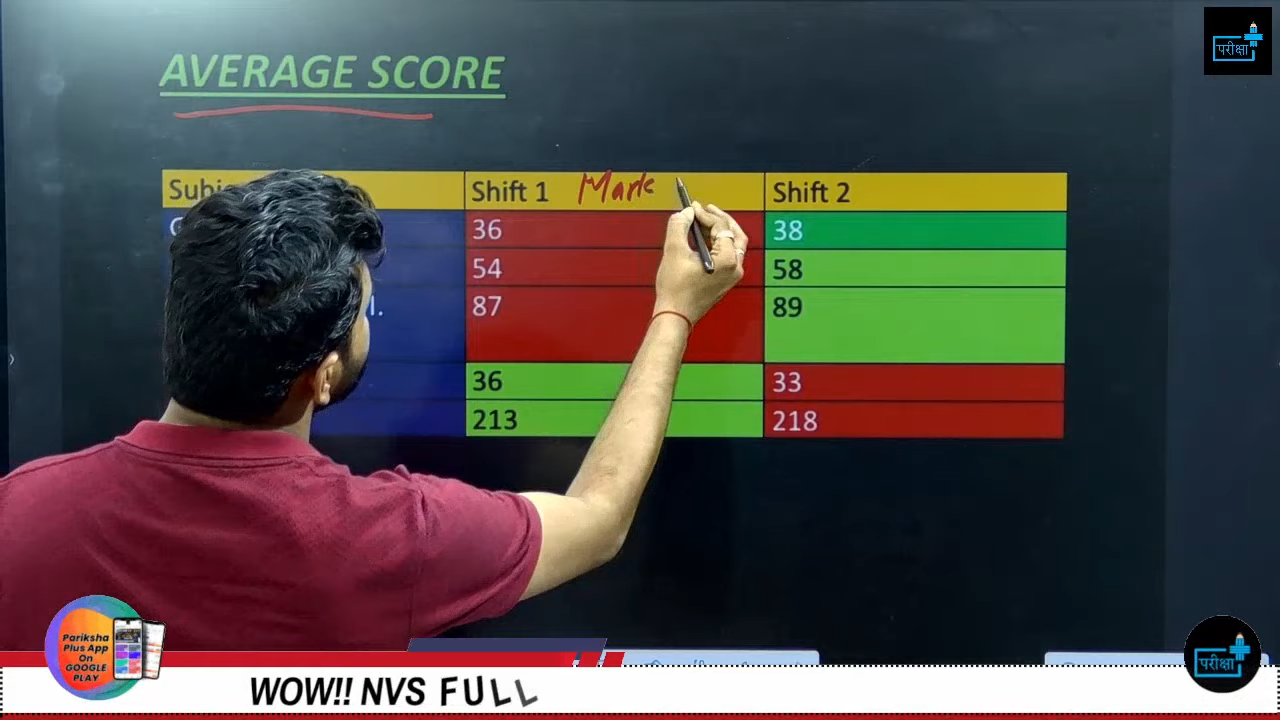 परीक्षा
AVERAGE SCORE
Shift 1 Mark Shift 2
36 38
54 58
87 89
36 33
213 218
Pariksha
Plus App
On
GOOGLE
PLAY
WOW!! NVS FULL
परीक्षा